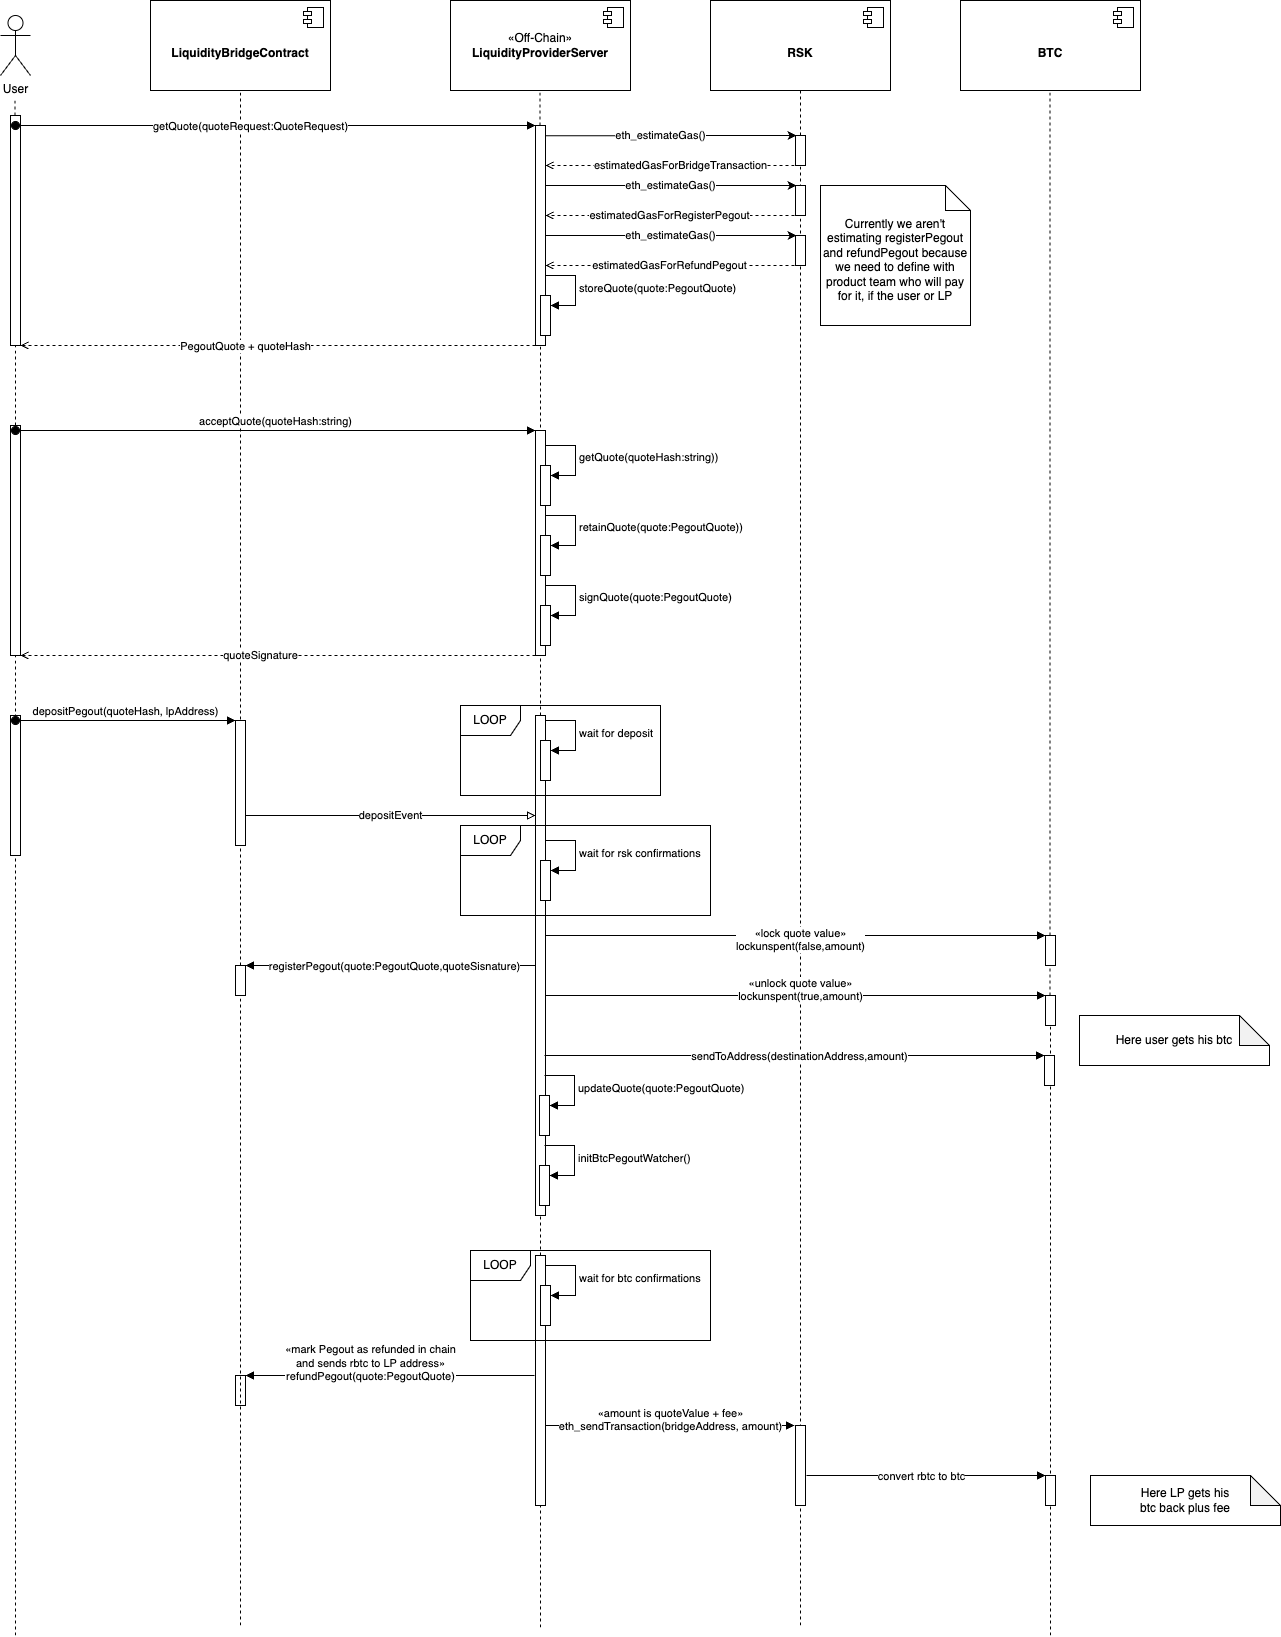 User
LiquidityBridgeContract
«Off-Chain»
LiquidityProviderServer
RSK
BTC
getQuote(quoteRequest:QuoteRequest)
eth_estimateGas()
estimatedGasForBridgeTransaction
eth_estimateGas()
estimatedGasForRegisterPegout
eth_estimateGas()
estimatedGasForRefundPegout
Currently we aren't
estimating registerPegout
and refundPegout because
we need to define with
product team who will pay
for it, if the user or LP
storeQuote(quote:PegoutQuote)
PegoutQuote + quoteHash
acceptQuote(quoteHash:string)
getQuote(quoteHash:string))
retainQuote(quote:PegoutQuote))
signQuote(quote:PegoutQuote)
quoteSignature
depositPegout(quoteHash, lpAddress)
LOOP
wait for deposit
depositEvent
LOOP
wait for rsk confirmations
«lock quote value»
lockunspent(false,amount)
registerPegout(quote:PegoutQuote,quoteSisnature)
«unlock quote value»
lockunspent(true,amount)
Here user gets his btc
sendToAddress(destinationAddress,amount)
updateQuote(quote:PegoutQuote)
initBtcPegoutWatcher()
LOOP
wait for btc confirmations
«mark Pegout as refunded in chain
and sends rbtc to LP address»
refundPegout(quote:PegoutQuote)
«amount is quoteValue + fee»
eth_sendTransaction(bridgeAddress, amount)
convert rbtc to btc
Here LP gets his
btc back plus fee